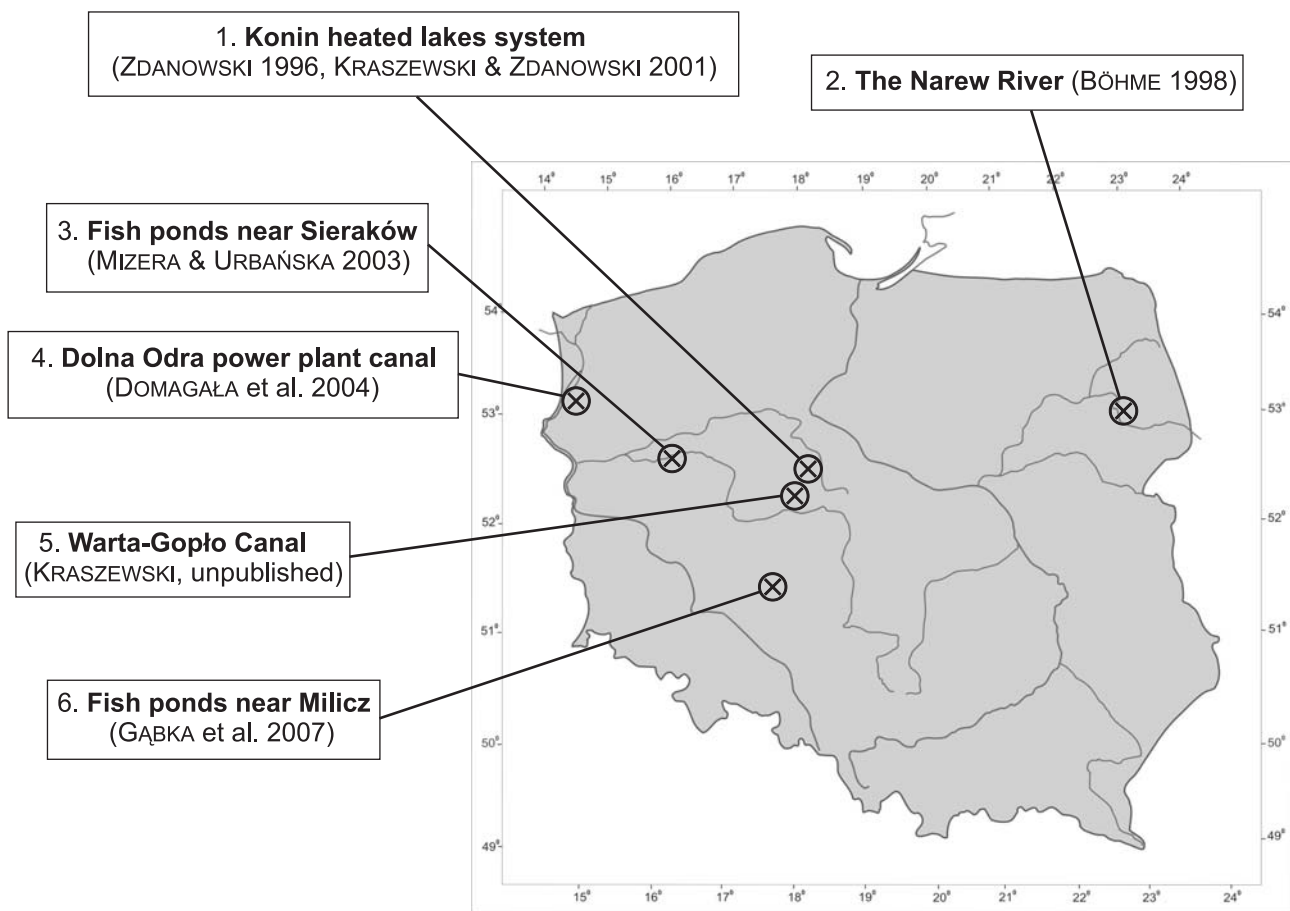 1. Konin heated lakes system
(ZDANOWSKI 1996, KRASZEWSKI & ZDANOWSKI 2001)
2. The Narew River (BÖHME 1998)
3. Fish ponds near Sieraków
(MIZERA & URBAŃSKA 2003)
4. Dolna Odra power plant canal
(DOMAGAŁA et al. 2004)
5. Warta-Gopło Canal
(KRASZEWSKI, unpublished)
6. Fish ponds near Milicz
(GĄBKA et al. 2007)
14° 15° 16° 17° 18° 19° 20° 21° 22° 23° 24°
54° 54°
53° 53°
52° 52°
51° 51°
50° 50°
49° 49°
15° 16° 17° 18° 19° 20° 21° 22° 23° 24°